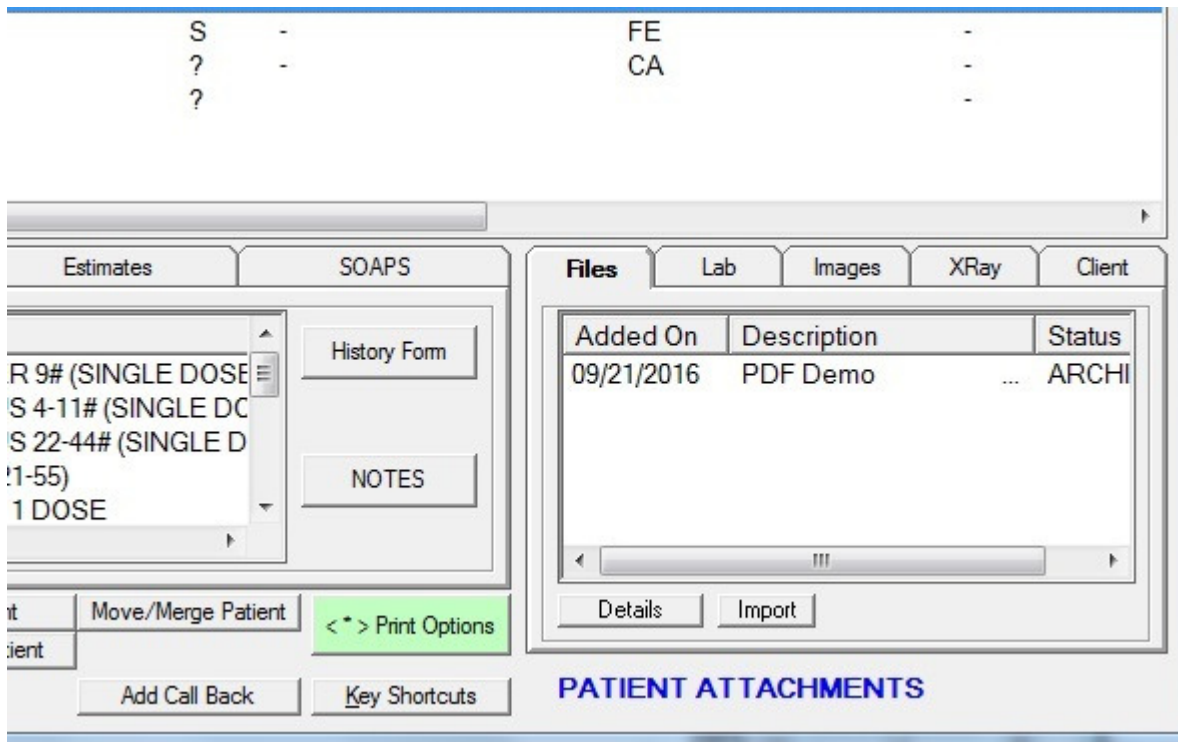 S - FE -
? - CA -
? -
Estimates SOAPS
Files Lab Images XRay Client
History Form
Added On Description Status
09/21/2016 PDF Demo ... ARCHI
R 9# (SINGLE DOSE
S 4-11# (SINGLE DO
S 22-44# (SINGLE D
21-55)
1 DOSE
NOTES
Details Import
nt Move/Merge Patient < * > Print Options
tient
Add Call Back Key Shortcuts
PATIENT ATTACHMENTS